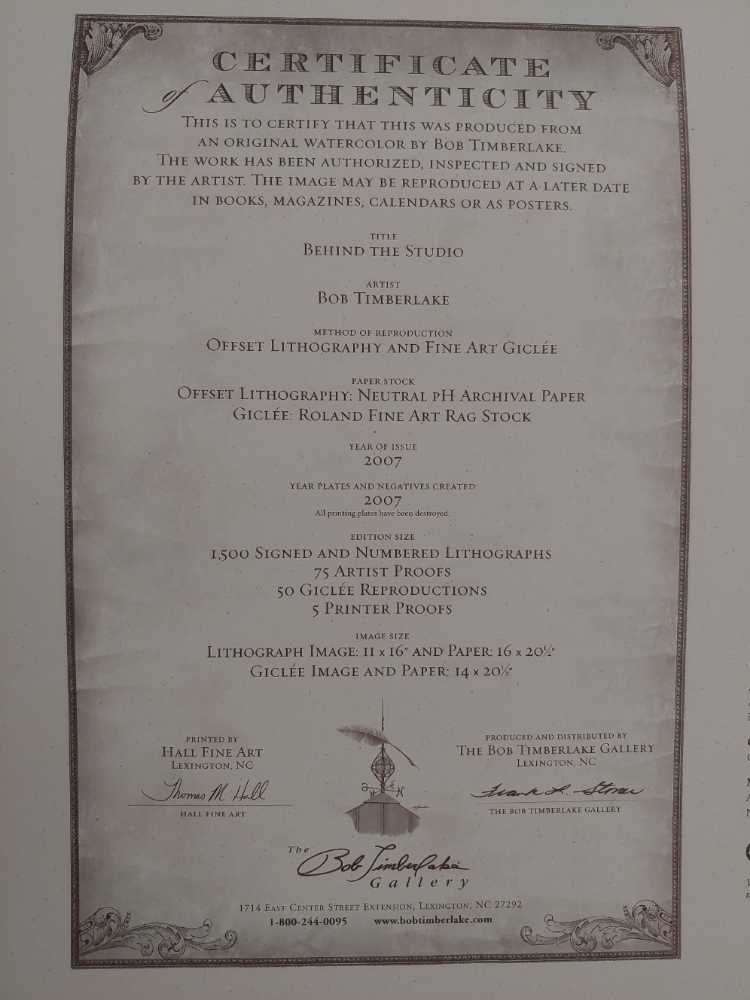 CERTIFICATE
of AUTHENTICITY
THIS IS TO CERTIFY THAT THIS WAS PRODUCED FROM
AN ORIGINAL WATERCOLOR BY BOB TIMBERLAKE.
THE WORK HAS BEEN AUTHORIZED, INSPECTED AND SIGNED
BY THE ARTIST. THE IMAGE MAY BE REPRODUCED AT A LATER DATE
IN BOOKS, MAGAZINES, CALENDARS OR AS POSTERS.
TITLE
BEHIND THE STUDIO
ARTIST
BOB TIMBERLAKE
METHOD OF REPRODUCTION
OFFSET LITHOGRAPHY AND FINE ART GICLÉE
PAPER STOCK
OFFSET LITHOGRAPHY: NEUTRAL PH ARCHIVAL PAPER
GICLÉE: ROLAND FINE ART RAG STOCK
YEAR OF ISSUE
2007
YEAR PLATES AND NEGATIVES CREATED
2007
All printing plates have been destroyed.
EDITION SIZE
1,500 SIGNED AND NUMBERED LITHOGRAPHS
75 ARTIST PROOFS
50 GICLÉE REPRODUCTIONS
5 PRINTER PROOFS
IMAGE SIZE
LITHOGRAPH IMAGE: 11 x 16" AND PAPER: 16 x 20½"
GICLÉE IMAGE AND PAPER: 14 x 20½"
PRINTED BY
HALL FINE ART
LEXINGTON, NC
Thomas M Hall
HALL FINE ART
PRODUCED AND DISTRIBUTED BY
THE BOB TIMBERLAKE GALLERY
LEXINGTON, NC
Frank L. Stoner
THE BOB TIMBERLAKE GALLERY
The
Bob Timberlake
Gallery
1714 EAST CENTER STREET EXTENSION, LEXINGTON, NC 27292
1-800-244-0095 www.bobtimberlake.com